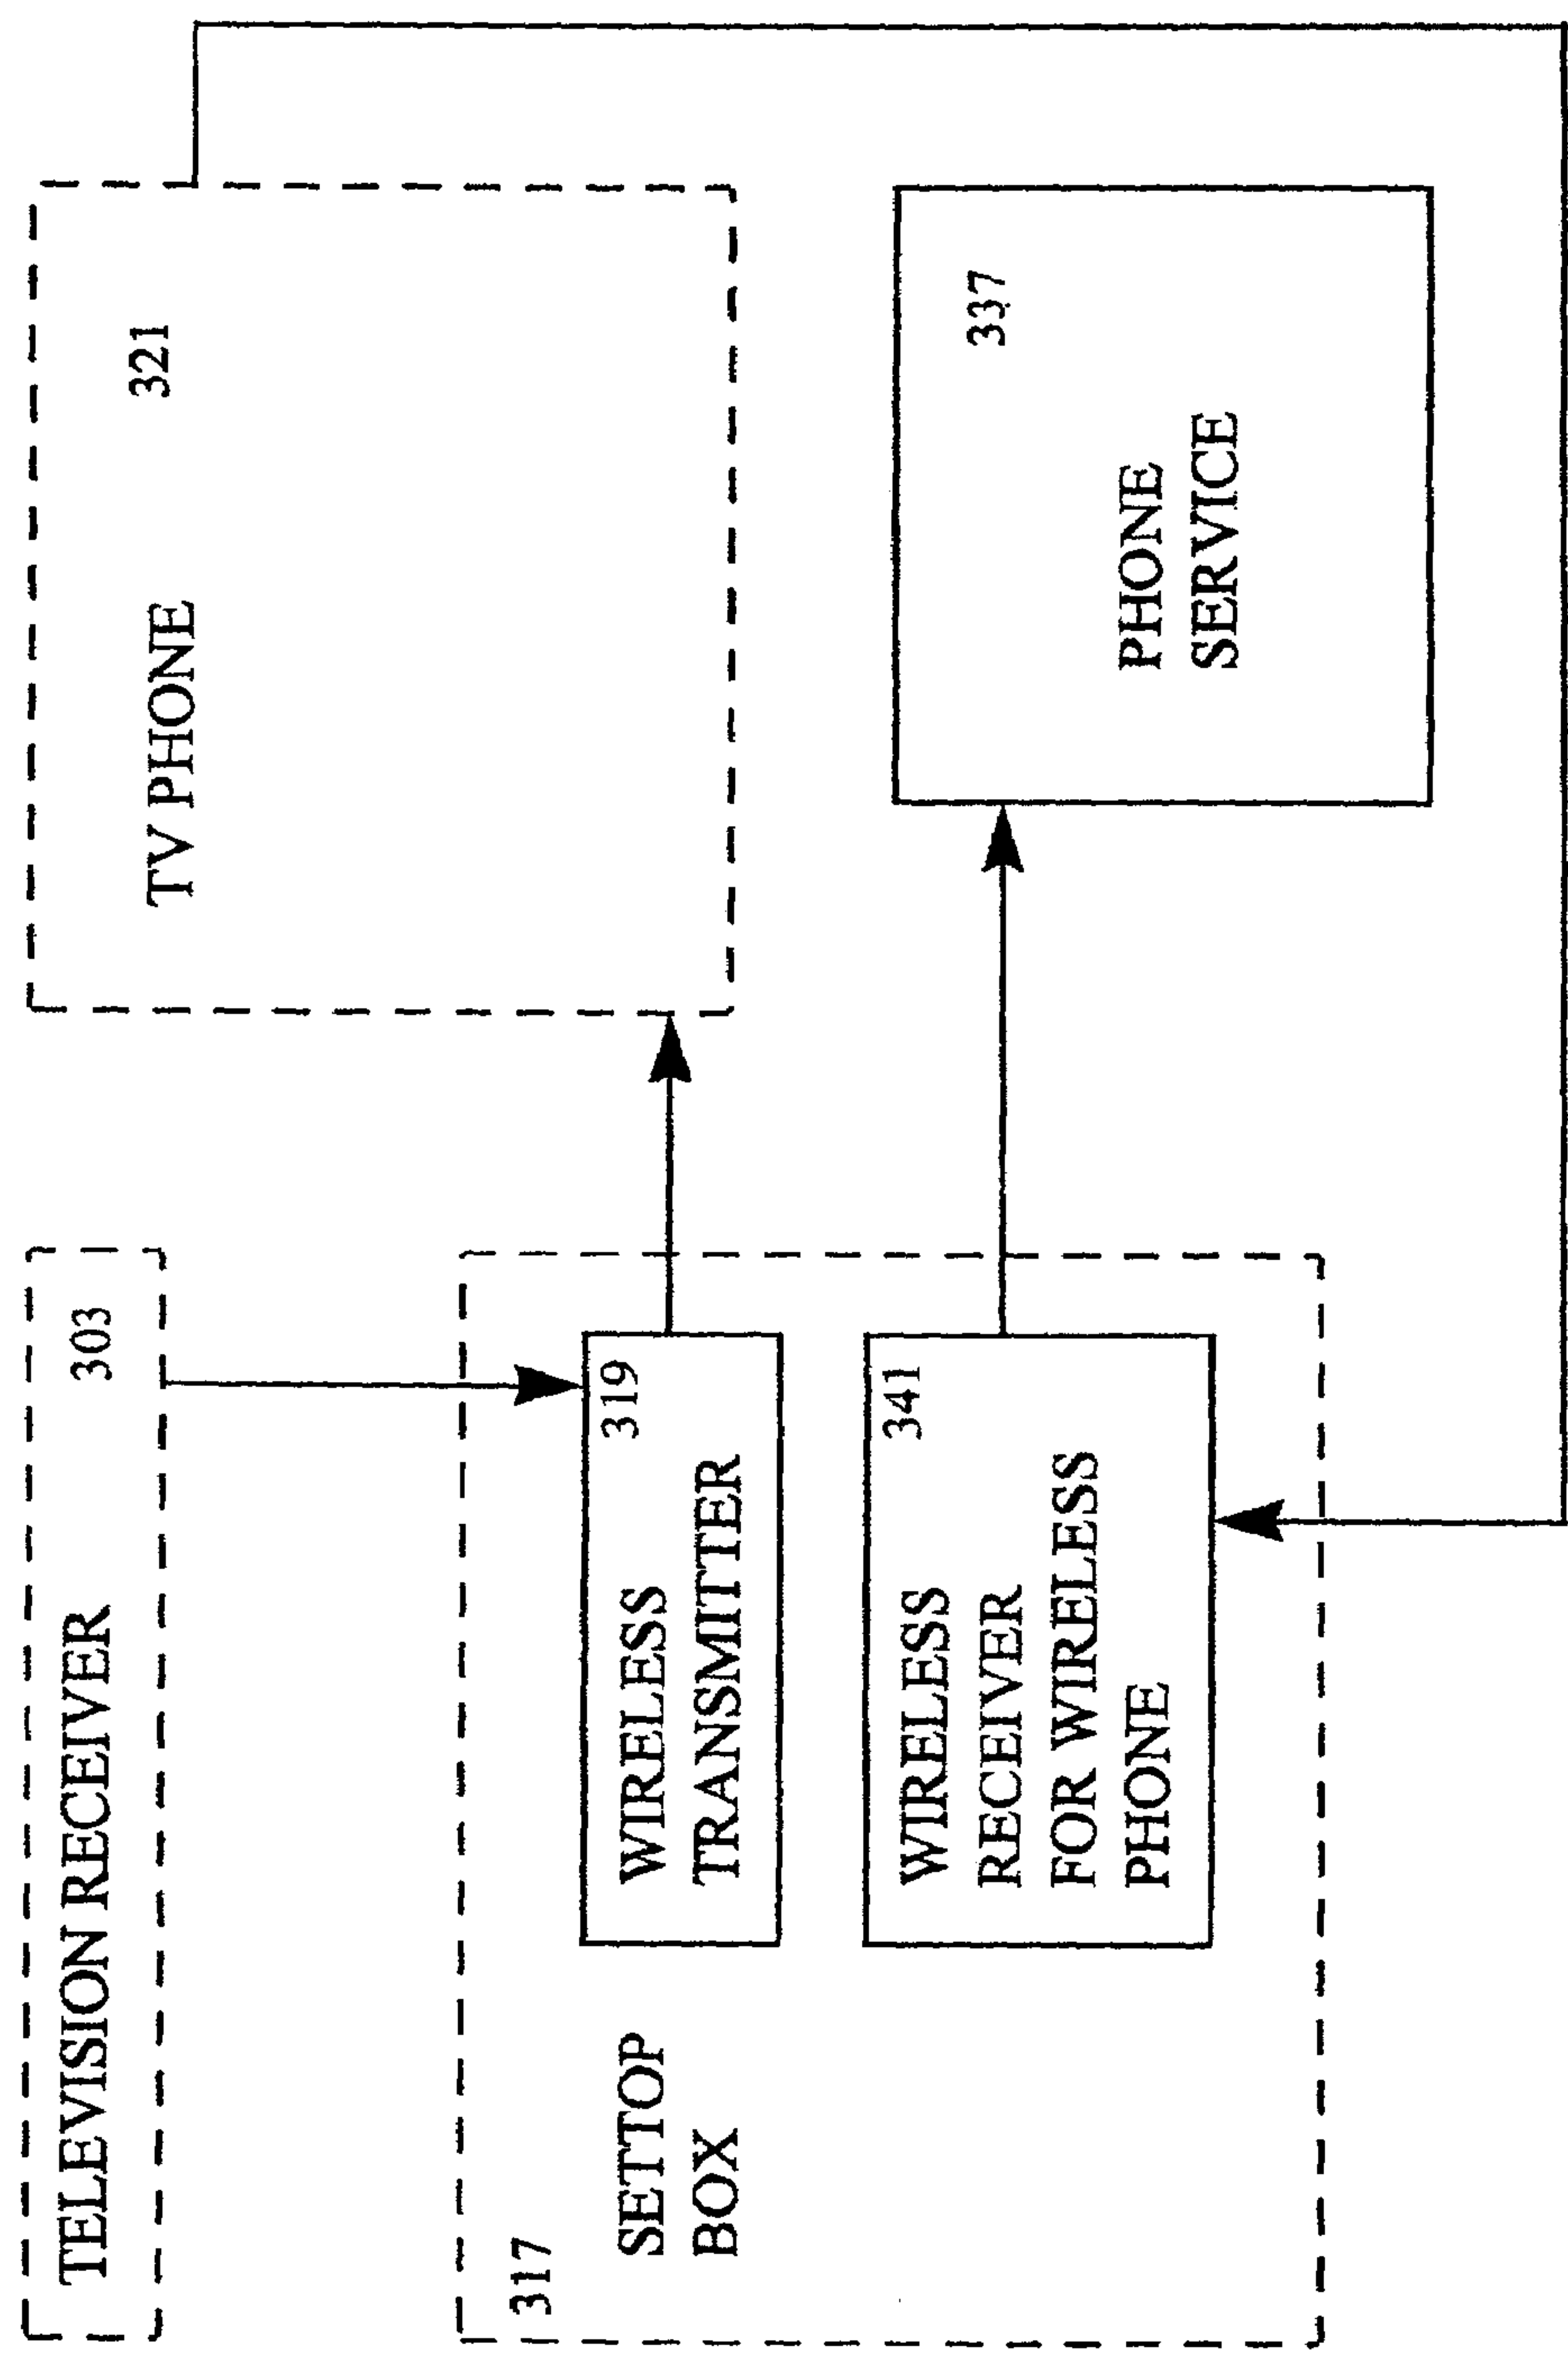 TELEVISION RECEIVER 303
317
SETTOP
BOX
319
WIRELESS
TRANSMITTER
341
WIRELESS
RECEIVER
FOR WIRELESS
PHONE
321
TV PHONE
337
PHONE
SERVICE